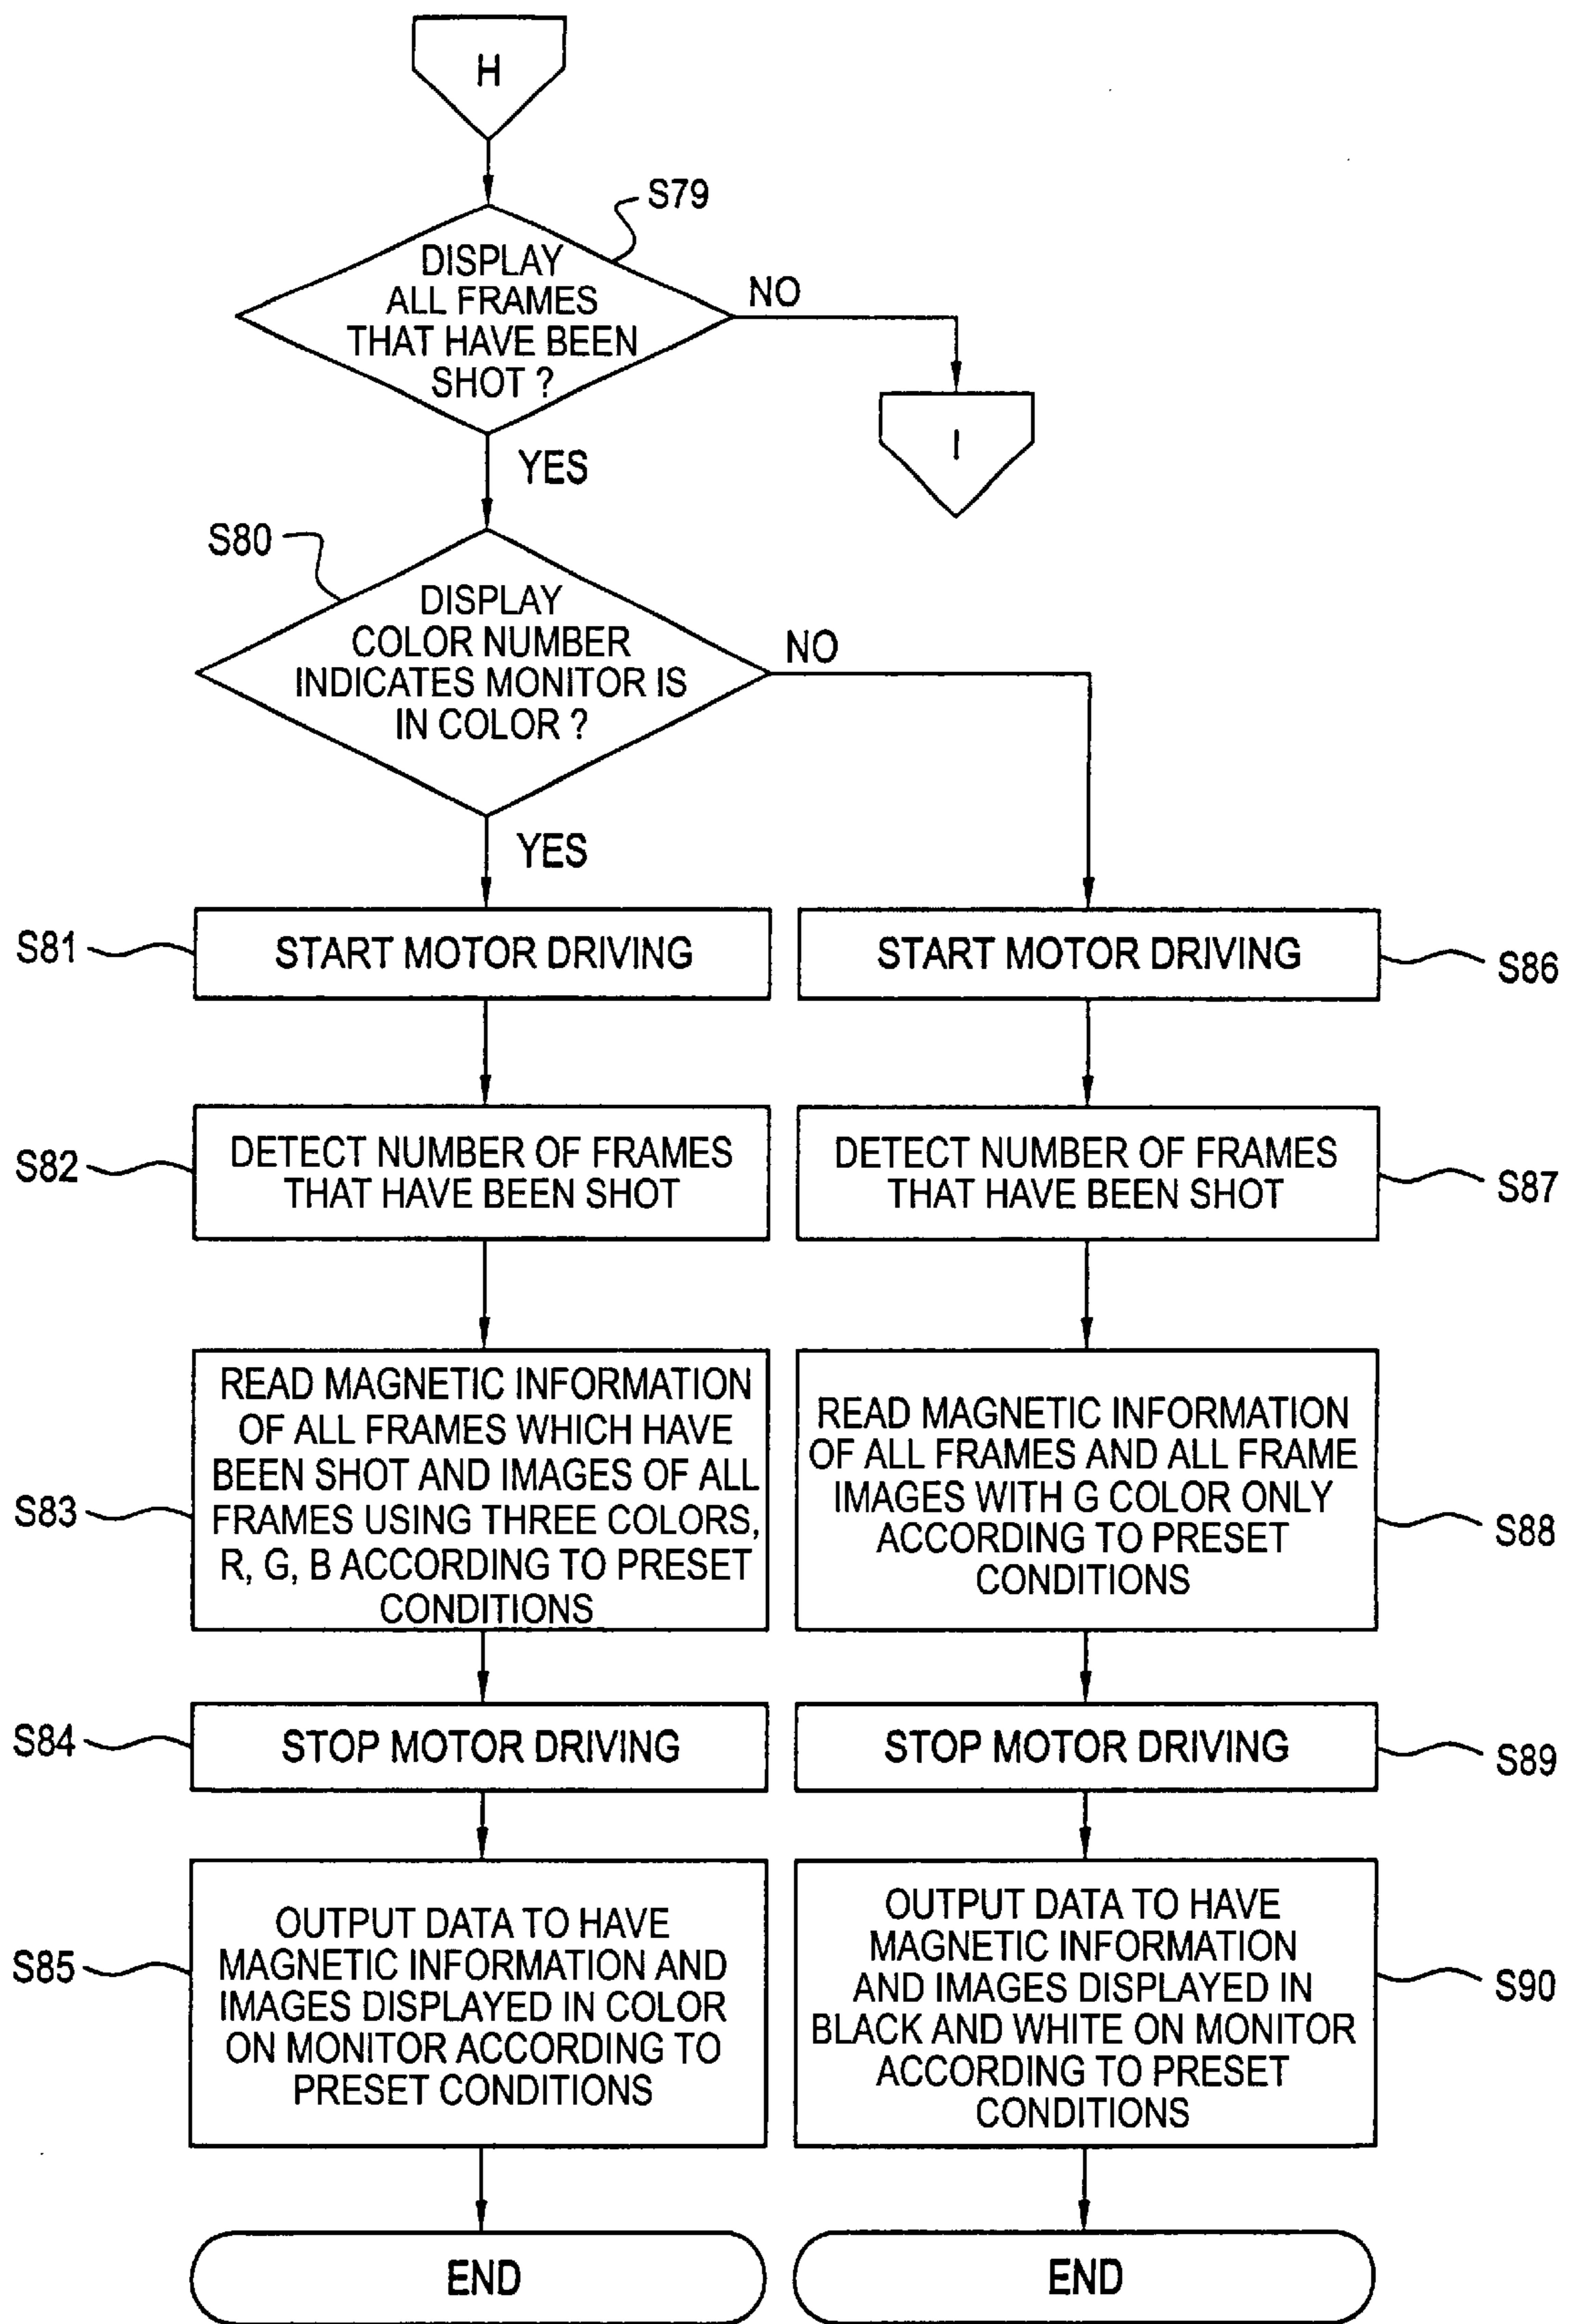 H
S79
DISPLAY
ALL FRAMES
THAT HAVE BEEN
SHOT ?
NO
I
YES
S80
DISPLAY
COLOR NUMBER
INDICATES MONITOR IS
IN COLOR ?
NO
YES
S81
START MOTOR DRIVING
START MOTOR DRIVING
S86
S82
DETECT NUMBER OF FRAMES
THAT HAVE BEEN SHOT
DETECT NUMBER OF FRAMES
THAT HAVE BEEN SHOT
S87
S83
READ MAGNETIC INFORMATION
OF ALL FRAMES WHICH HAVE
BEEN SHOT AND IMAGES OF ALL
FRAMES USING THREE COLORS,
R, G, B ACCORDING TO PRESET
CONDITIONS
READ MAGNETIC INFORMATION
OF ALL FRAMES AND ALL FRAME
IMAGES WITH G COLOR ONLY
ACCORDING TO PRESET
CONDITIONS
S88
S84
STOP MOTOR DRIVING
STOP MOTOR DRIVING
S89
S85
OUTPUT DATA TO HAVE
MAGNETIC INFORMATION AND
IMAGES DISPLAYED IN COLOR
ON MONITOR ACCORDING TO
PRESET CONDITIONS
OUTPUT DATA TO HAVE
MAGNETIC INFORMATION
AND IMAGES DISPLAYED IN
BLACK AND WHITE ON MONITOR
ACCORDING TO PRESET
CONDITIONS
S90
END
END